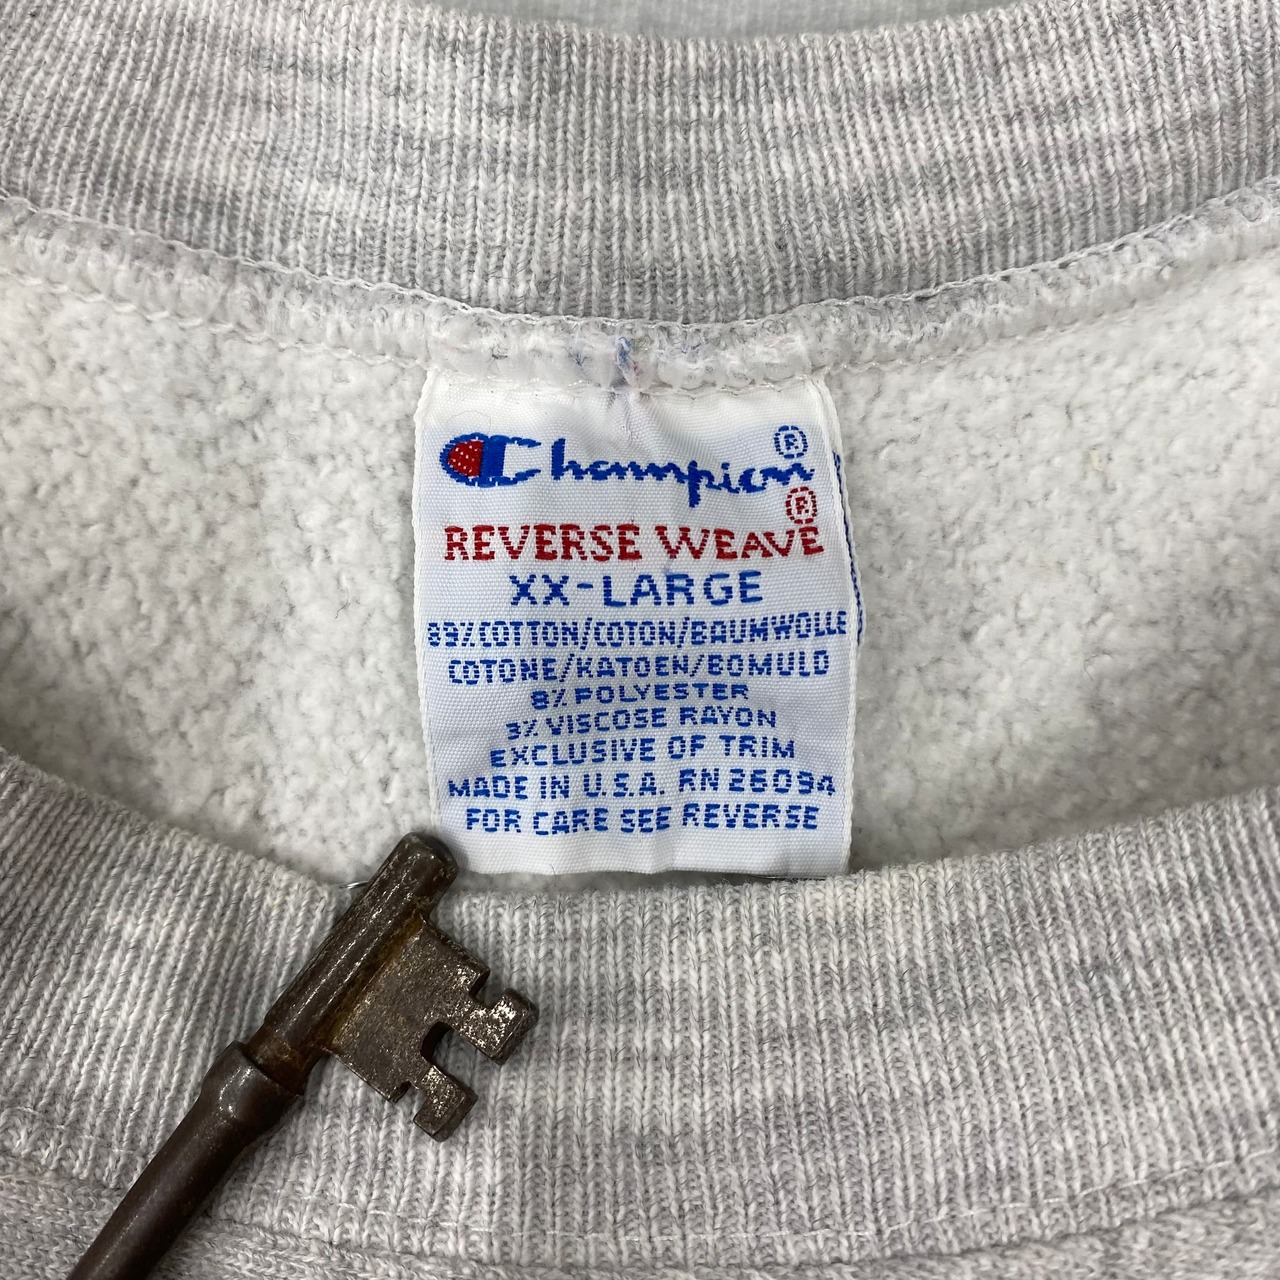 Champion®
REVERSE WEAVE®
XX-LARGE
89% COTTON/COTON/BAUMWOLLE
COTONE/KATOEN/BOMULD
8% POLYESTER
3% VISCOSE RAYON
EXCLUSIVE OF TRIM
MADE IN U.S.A. RN 26094
FOR CARE SEE REVERSE